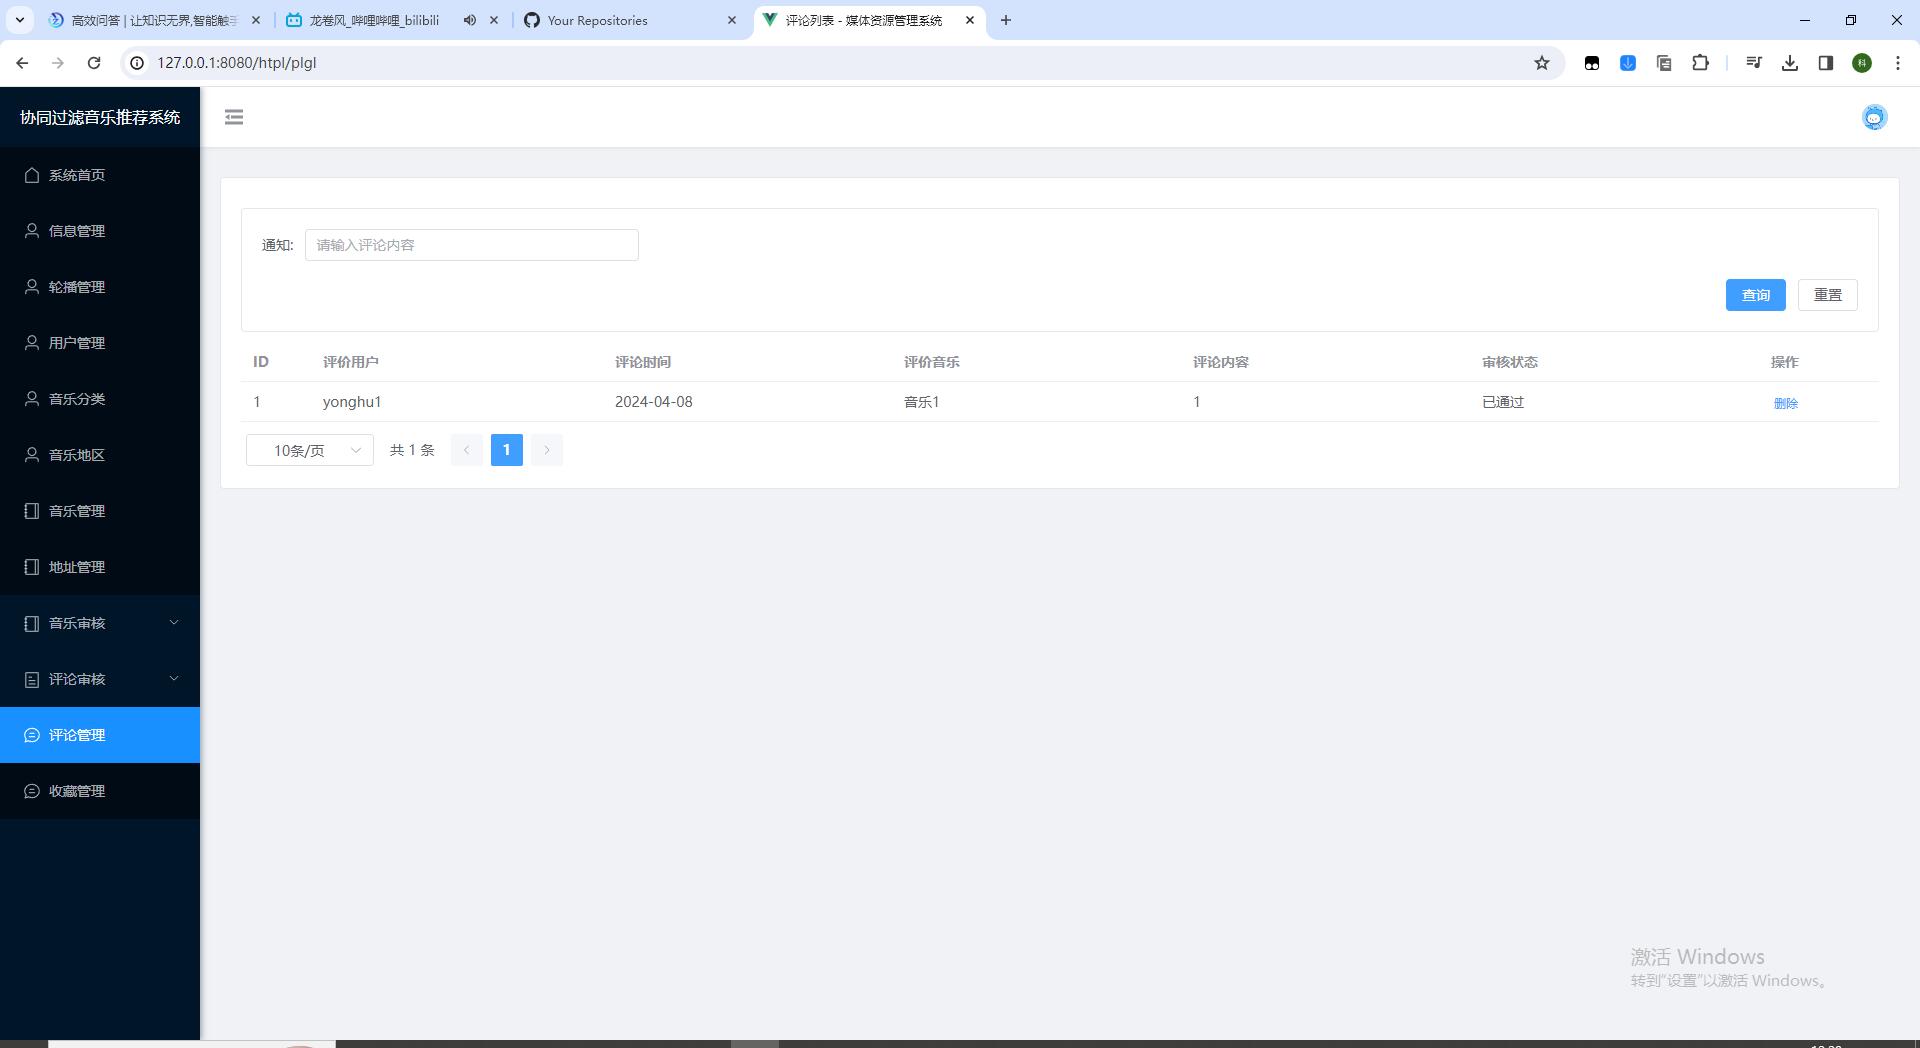 高效问答 | 让知识无界,智能触手
龙卷风_哔哩哔哩_bilibili
Your Repositories
评论列表 - 媒体资源管理系统
127.0.0.1:8080/htpl/plgl
科
协同过滤音乐推荐系统
系统首页
信息管理
轮播管理
用户管理
音乐分类
音乐地区
音乐管理
地址管理
音乐审核
评论审核
评论管理
收藏管理
通知: 请输入评论内容
查询 重置
ID 评价用户 评论时间 评价音乐 评论内容 审核状态 操作
1 yonghu1 2024-04-08 音乐1 1 已通过 删除
10条/页 共 1 条 1
激活 Windows
转到"设置"以激活 Windows。